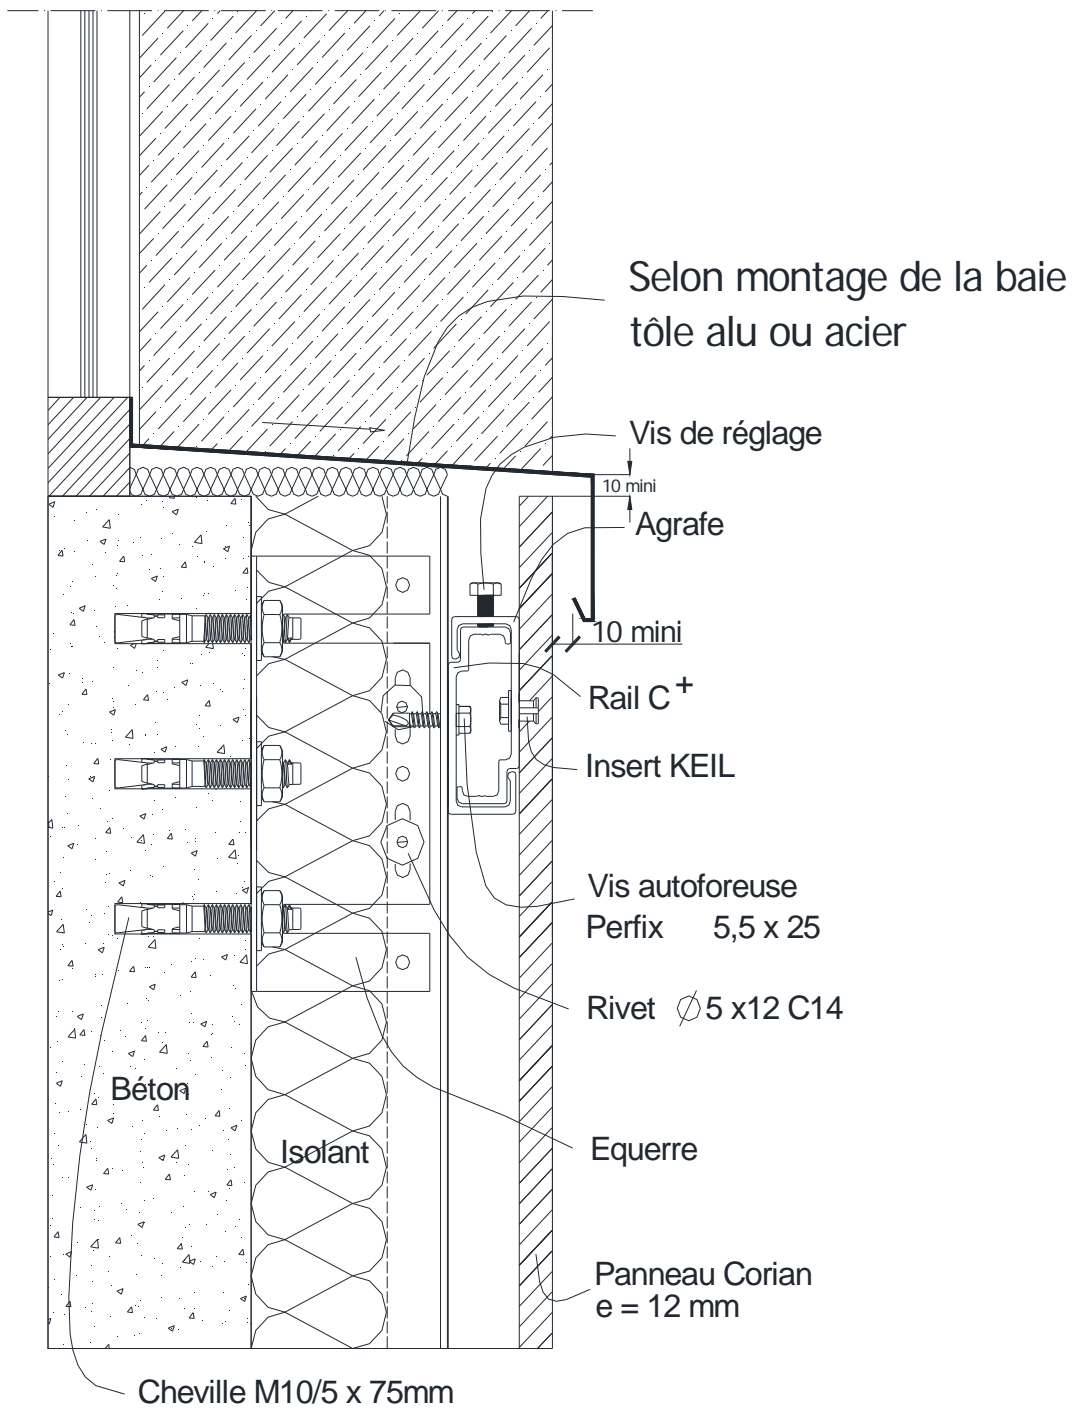 Selon montage de la baie
tôle alu ou acier
Vis de réglage
10 mini
Agrafe
10 mini
Rail C+
Insert KEIL
Vis autoforeuse
Perfix 5,5 x 25
Rivet ∅ 5 x12 C14
Béton
Isolant
Equerre
Panneau Corian
e = 12 mm
Cheville M10/5 x 75mm